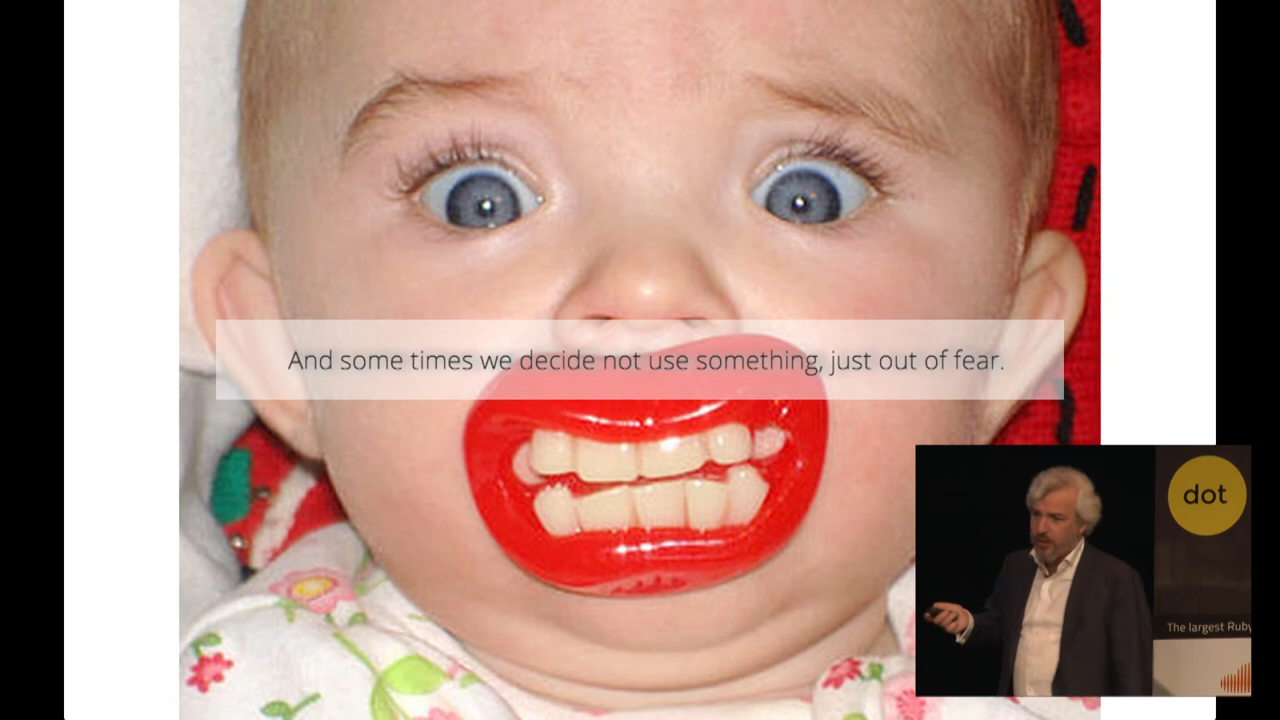 And some times we decide not use something, just out of fear.
dot
The largest Ruby